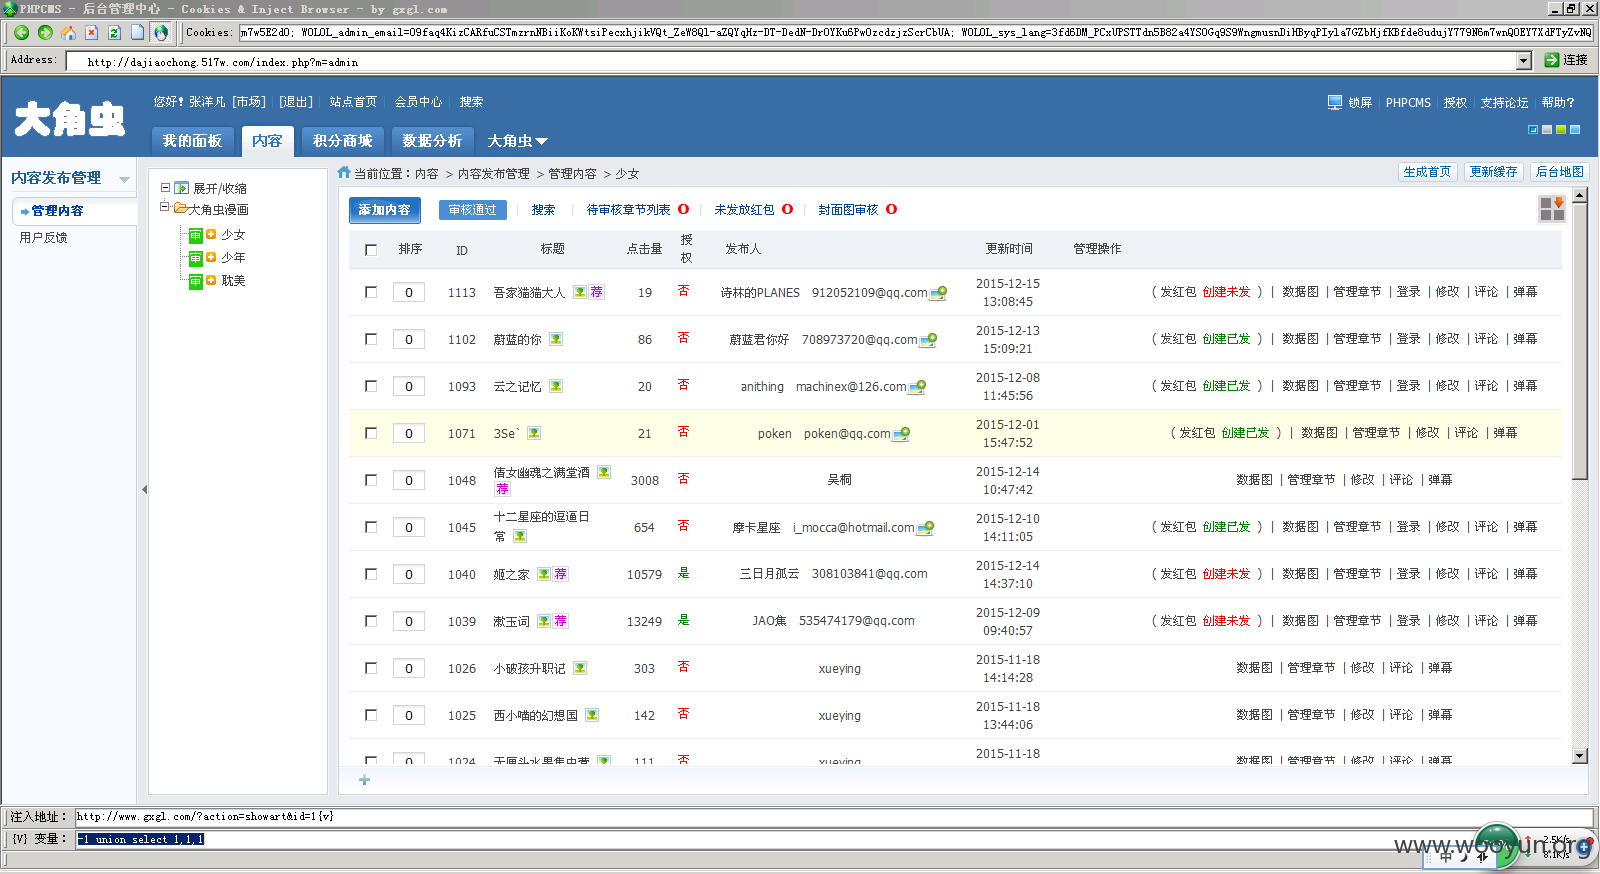 PHPCMS - 后台管理中心 - Cookies & Inject Browser - by gxgl.com
Cookies: m7w5E2dO; WOLOL_admin_email=O9faq4KizCARfuCSTmzrnNBiiKoKWtsiPecxhjikVQt_ZeW8Ql-aZQYqHz-DT-DedN-DrOYKu6PwOzcdzjzScrCbUA; WOLOL_sys_lang=3fd6DM_PCxUPSTTdn5B82a4YSOGq9S9WngmusnDiHByqPIyla7GZbHjfKBfde8udujY779N6m7wnQOEY7XdFTyZvNQ
Address: http://dajiaochong.517w.com/index.php?m=admin 连接
大角虫
您好! 张洋凡 [市场] [退出] 站点首页 会员中心 搜索
锁屏 PHPCMS 授权 支持论坛 帮助?
我的面板 内容 积分商城 数据分析 大角虫
内容发布管理
管理内容
用户反馈
展开/收缩
大角虫漫画
审 少女
审 少年
审 耽美
当前位置：内容 > 内容发布管理 > 管理内容 > 少女
生成首页 更新缓存 后台地图
添加内容 审核通过 搜索 待审核章节列表 0 未发放红包 0 封面图审核 0
排序 ID 标题 点击量 授权 发布人 更新时间 管理操作
0 1113 吾家猫猫大人 荐 19 否 诗林的PLANES 912052109@qq.com 2015-12-15 13:08:45 ( 发红包 创建未发 ) | 数据图 | 管理章节 | 登录 | 修改 | 评论 | 弹幕
0 1102 蔚蓝的你 86 否 蔚蓝君你好 708973720@qq.com 2015-12-13 15:09:21 ( 发红包 创建已发 ) | 数据图 | 管理章节 | 登录 | 修改 | 评论 | 弹幕
0 1093 云之记忆 20 否 anithing machinex@126.com 2015-12-08 11:45:56 ( 发红包 创建已发 ) | 数据图 | 管理章节 | 登录 | 修改 | 评论 | 弹幕
0 1071 3Se` 21 否 poken poken@qq.com 2015-12-01 15:47:52 ( 发红包 创建已发 ) | 数据图 | 管理章节 | 修改 | 评论 | 弹幕
0 1048 倩女幽魂之满堂酒 荐 3008 否 吴桐 2015-12-14 10:47:42 数据图 | 管理章节 | 修改 | 评论 | 弹幕
0 1045 十二星座的逗逼日常 654 否 摩卡星座 i_mocca@hotmail.com 2015-12-10 14:11:05 ( 发红包 创建已发 ) | 数据图 | 管理章节 | 登录 | 修改 | 评论 | 弹幕
0 1040 姬之家 荐 10579 是 三日月孤云 308103841@qq.com 2015-12-14 14:37:10 ( 发红包 创建未发 ) | 数据图 | 管理章节 | 登录 | 修改 | 评论 | 弹幕
0 1039 漱玉词 荐 13249 是 JAO焦 535474179@qq.com 2015-12-09 09:40:57 ( 发红包 创建未发 ) | 数据图 | 管理章节 | 登录 | 修改 | 评论 | 弹幕
0 1026 小破孩升职记 303 否 xueying 2015-11-18 14:14:28 数据图 | 管理章节 | 修改 | 评论 | 弹幕
0 1025 西小喵的幻想国 142 否 xueying 2015-11-18 13:44:06 数据图 | 管理章节 | 修改 | 评论 | 弹幕
0 1024 无厘头水果集中营 111 否 xueying 2015-11-18 数据图 | 管理章节 | 修改 | 评论 | 弹幕
注入地址: http://www.gxgl.com/?action=showart&id=1{v}
{V} 变量: -1 union select 1,1,1
www.wooyun.org
2.5K/s
8.1K/s
中